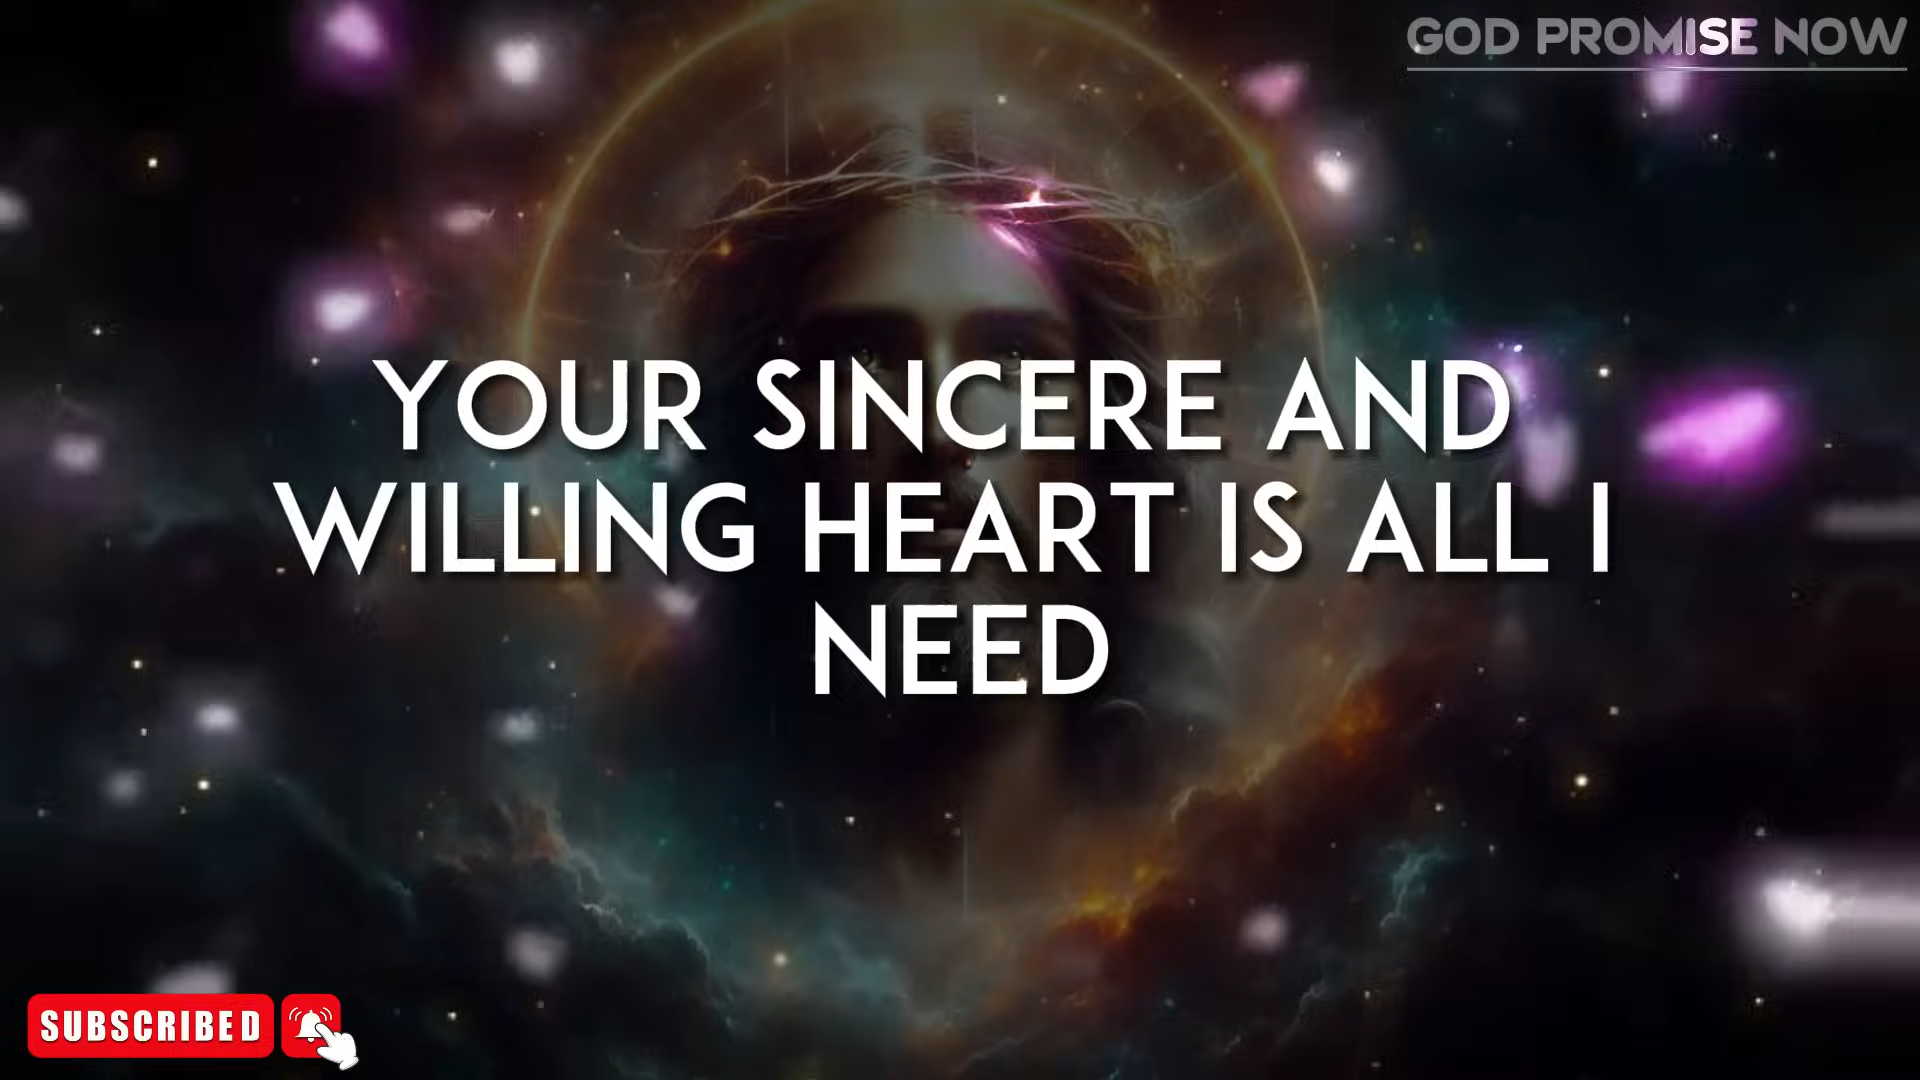 GOD PROMISE NOW
YOUR SINCERE AND
WILLING HEART IS ALL I
NEED
SUBSCRIBED